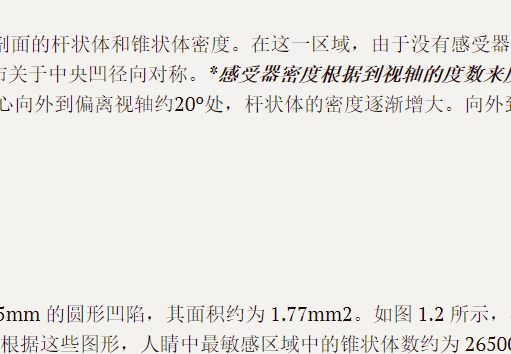 剖面的杆状体和锥状体密度。在这一区域，由于没有感受器
布关于中央凹径向对称。*感受器密度根据到视轴的度数来度
心向外到偏离视轴约20°处，杆状体的密度逐渐增大。向外到
5mm 的圆形凹陷，其面积约为 1.77mm2。如图 1.2 所示，
根据这些图形，人睛中最敏感区域中的锥状体数约为 26500